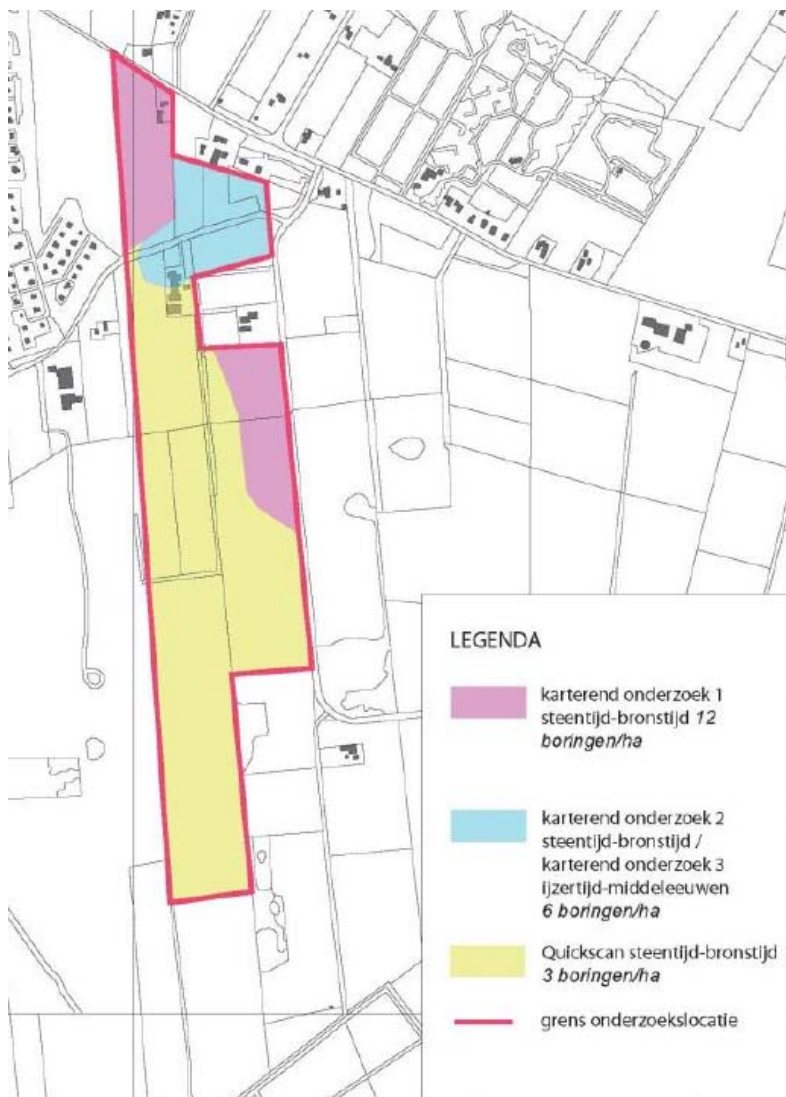 LEGENDA
karterend onderzoek 1
steentijd-bronstijd 12
boringen/ha
karterend onderzoek 2
steentijd-bronstijd /
karterend onderzoek 3
ijzertijd-middeleeuwen
6 boringen/ha
Quickscan steentijd-bronstijd
3 boringen/ha
grens onderzoekslocatie